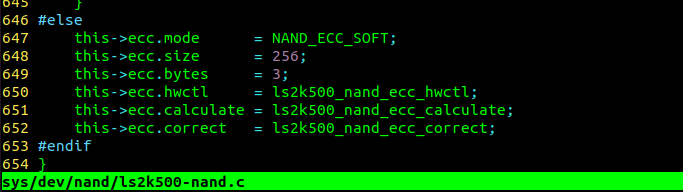 645     }
646 #else
647     this->ecc.mode      = NAND_ECC_SOFT;
648     this->ecc.size      = 256;
649     this->ecc.bytes     = 3;
650     this->ecc.hwctl     = ls2k500_nand_ecc_hwctl;
651     this->ecc.calculate = ls2k500_nand_ecc_calculate;
652     this->ecc.correct   = ls2k500_nand_ecc_correct;
653 #endif
654 }
sys/dev/nand/ls2k500-nand.c